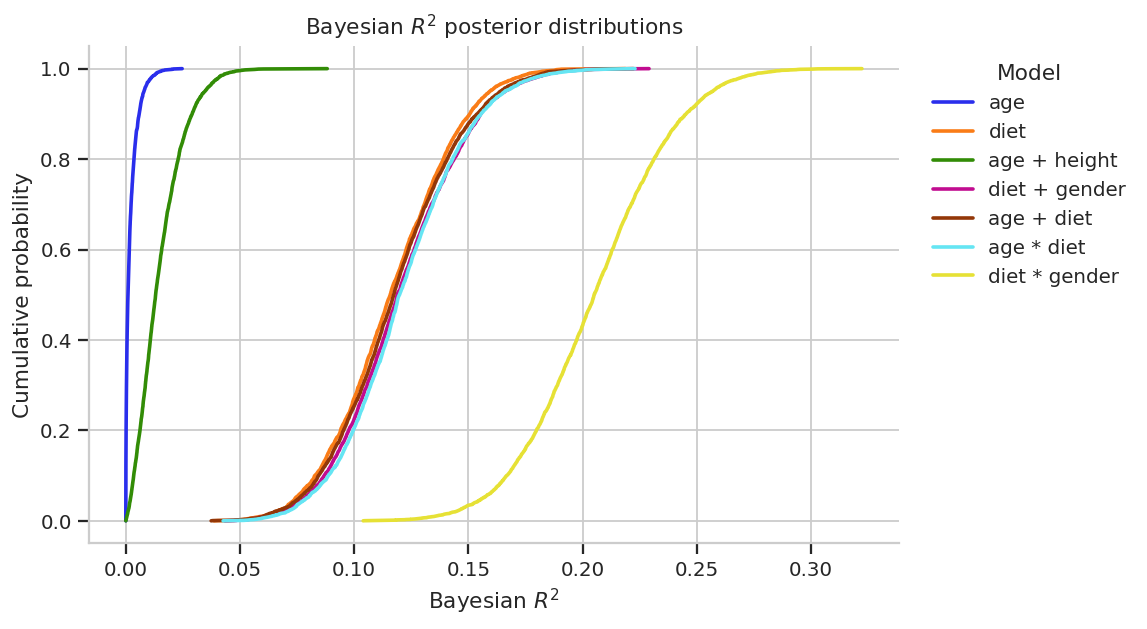 Bayesian R² posterior distributions
Cumulative probability
1.0
0.8
0.6
0.4
0.2
0.0
0.00 0.05 0.10 0.15 0.20 0.25 0.30
Bayesian R²
Model
age
diet
age + height
diet + gender
age + diet
age * diet
diet * gender